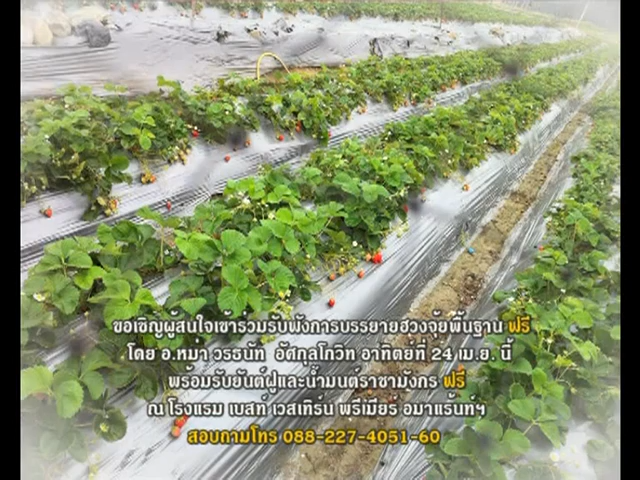 ขอเชิญผู้สนใจเข้าร่วมรับฟังการบรรยายฮวงจุ้ยพื้นฐาน ฟรี
โดย อ.หม่า วรธนัท อัศกุลโกวิท อาทิตย์ที่ 24 เม.ย. นี้
พร้อมรับยันต์ฝูและน้ำมนต์ราชามังกร ฟรี
ณ โรงแรม เบสท์ เวสเทิร์น พรีเมียร์ อมาแร้นท์ฯ
สอบถามโทร 088-227-4051-60